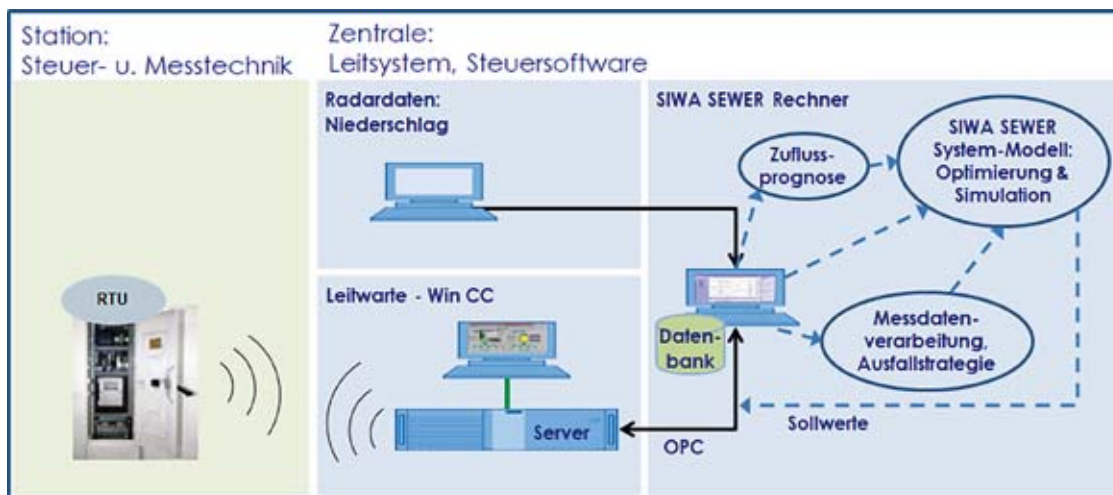 Station:
Steuer- u. Messtechnik
Zentrale:
Leitsystem, Steuersoftware
RTU
Radardaten:
Niederschlag
Leitwarte - Win CC
Server
OPC
SIWA SEWER Rechner
Zufluss-
prognose
SIWA SEWER
System-Modell:
Optimierung &
Simulation
Daten-
bank
Messdaten-
verarbeitung,
Ausfallstrategie
Sollwerte